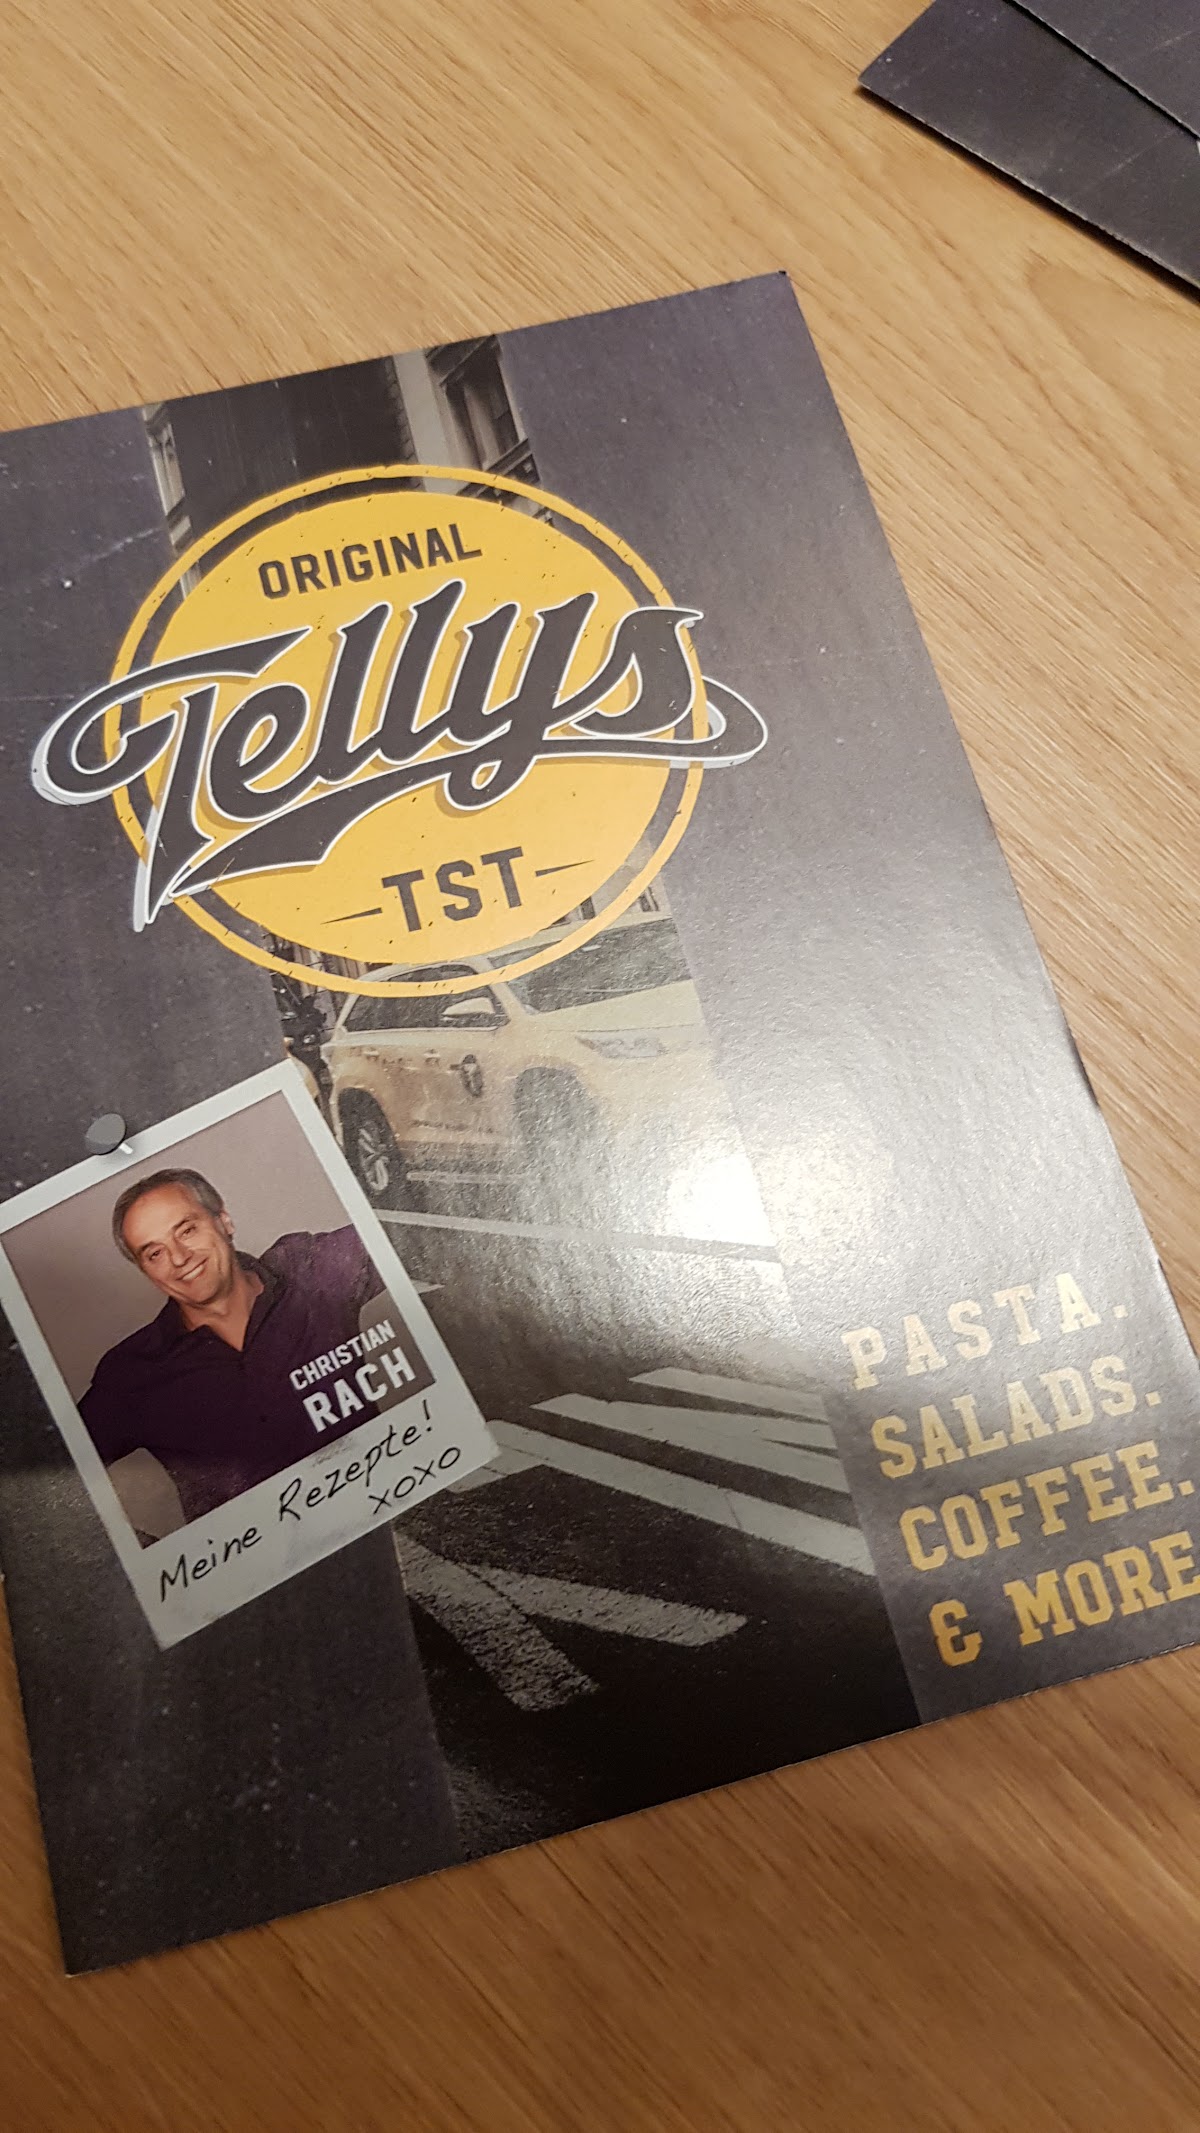 ORIGINAL
Tellys
TST
CHRISTIAN
RACH
Meine Rezepte!
xoxo
PASTA.
SALADS.
COFFEE.
& MORE